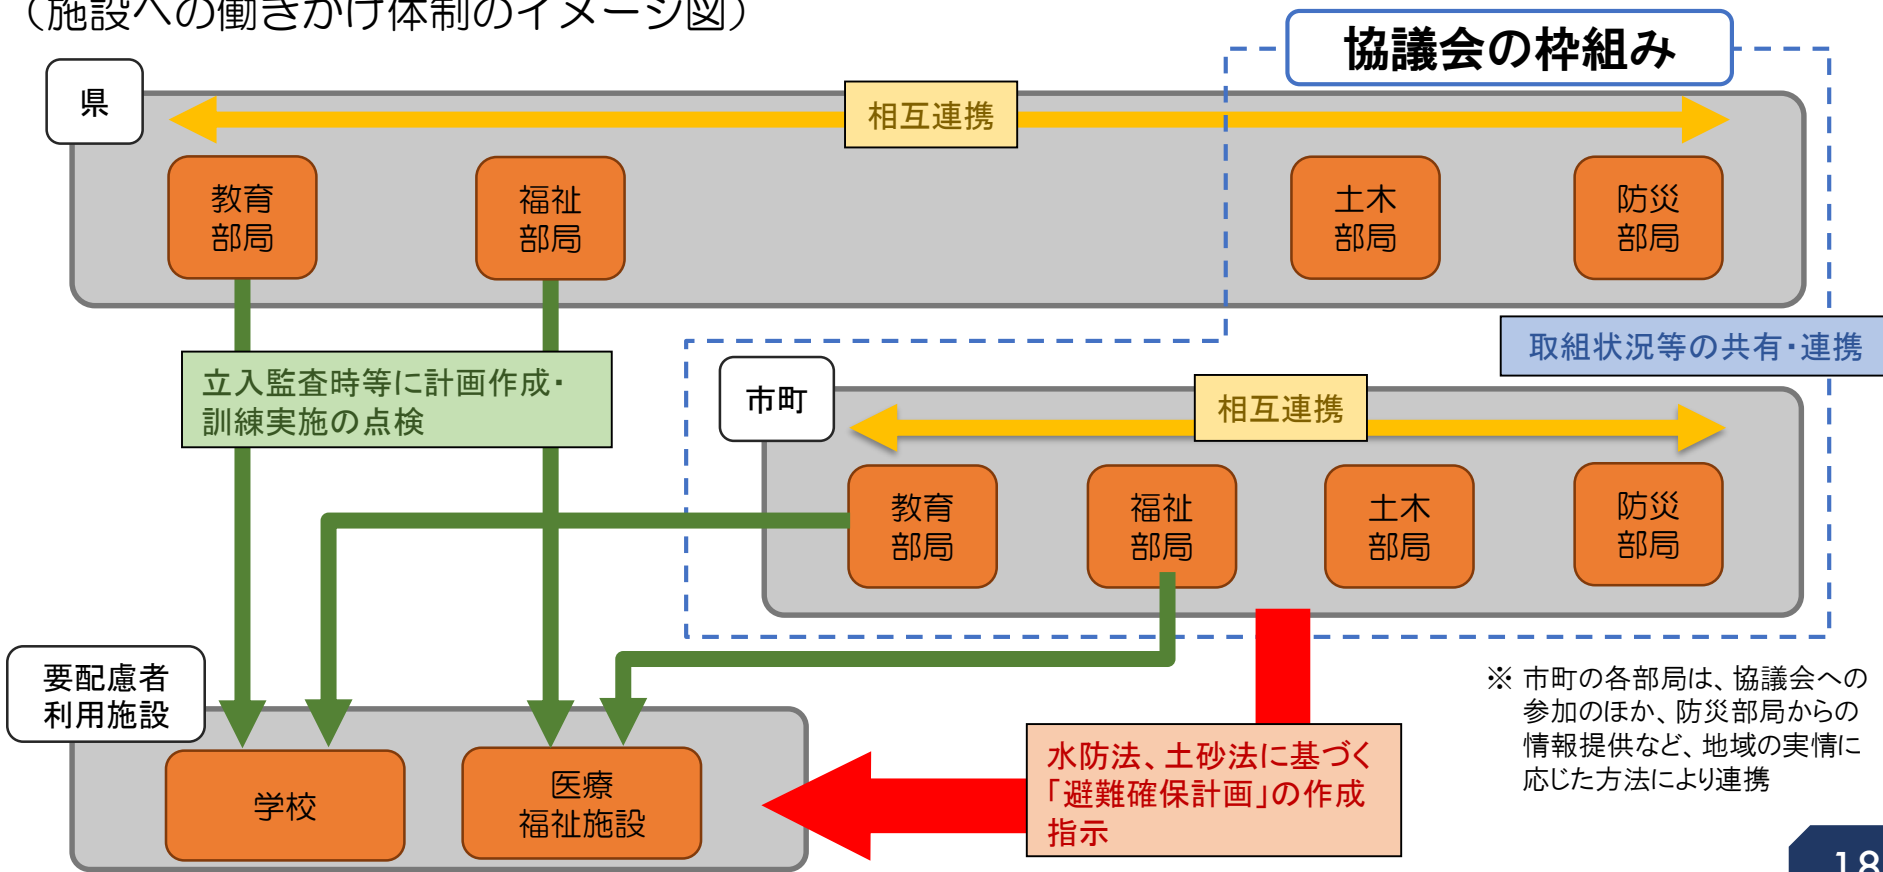 （施設への働きかけ体制のイメージ図）
協議会の枠組み
県
相互連携
教育
部局
福祉
部局
土木
部局
防災
部局
取組状況等の共有・連携
立入監査時等に計画作成・
訓練実施の点検
市町
相互連携
教育
部局
福祉
部局
土木
部局
防災
部局
要配慮者
利用施設
学校
医療
福祉施設
水防法、土砂法に基づく
「避難確保計画」の作成
指示
※ 市町の各部局は、協議会への
参加のほか、防災部局からの
情報提供など、地域の実情に
応じた方法により連携
18